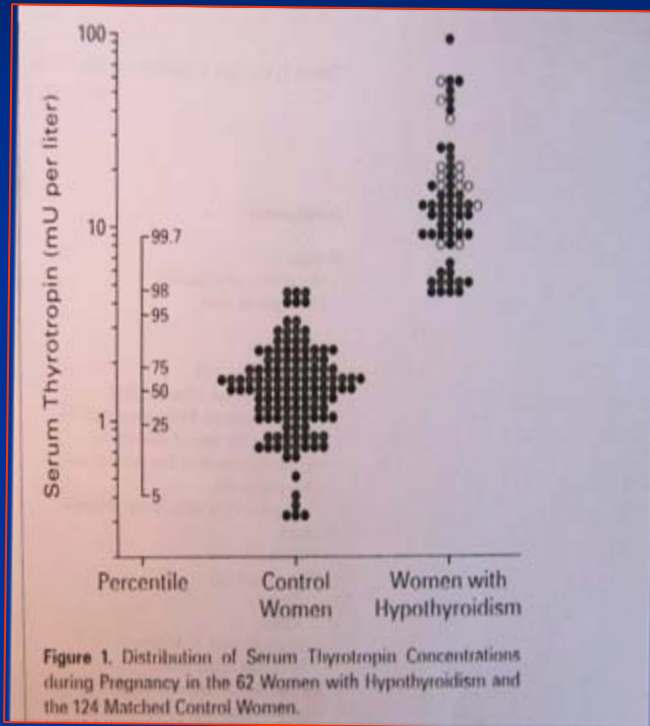 Serum Thyrotropin (mU per liter)
100
10
1
99.7
98
95
75
50
25
5
Percentile
Control
Women
Women with
Hypothyroidism
Figure 1. Distribution of Serum Thyrotropin Concentrations
during Pregnancy in the 62 Women with Hypothyroidism and
the 124 Matched Control Women.